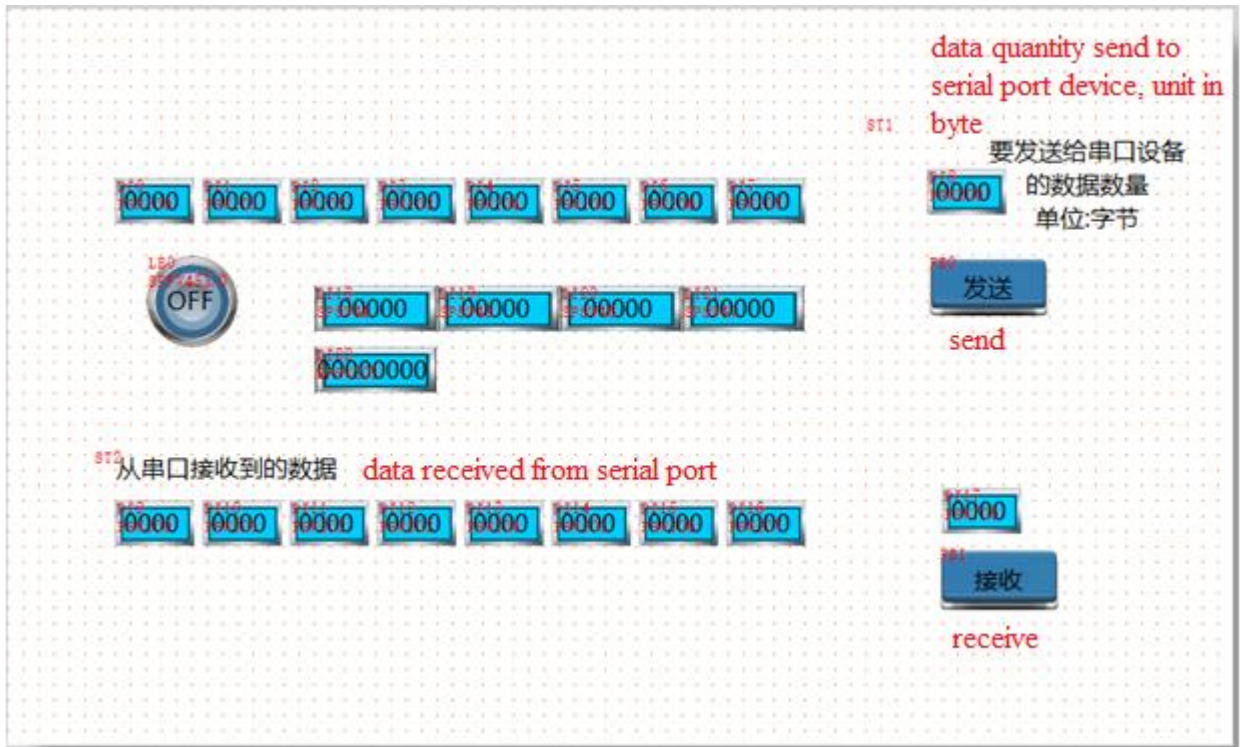 data quantity send to
serial port device, unit in
byte
ST1
要发送给串口设备
的数据数量
单位:字节
0000 0000 0000 0000 0000 0000 0000 0000
0000
OFF
00000 00000 00000 00000
发送
send
00000000
ST2
从串口接收到的数据 data received from serial port
0000 0000 0000 0000 0000 0000 0000 0000
0000
接收
receive